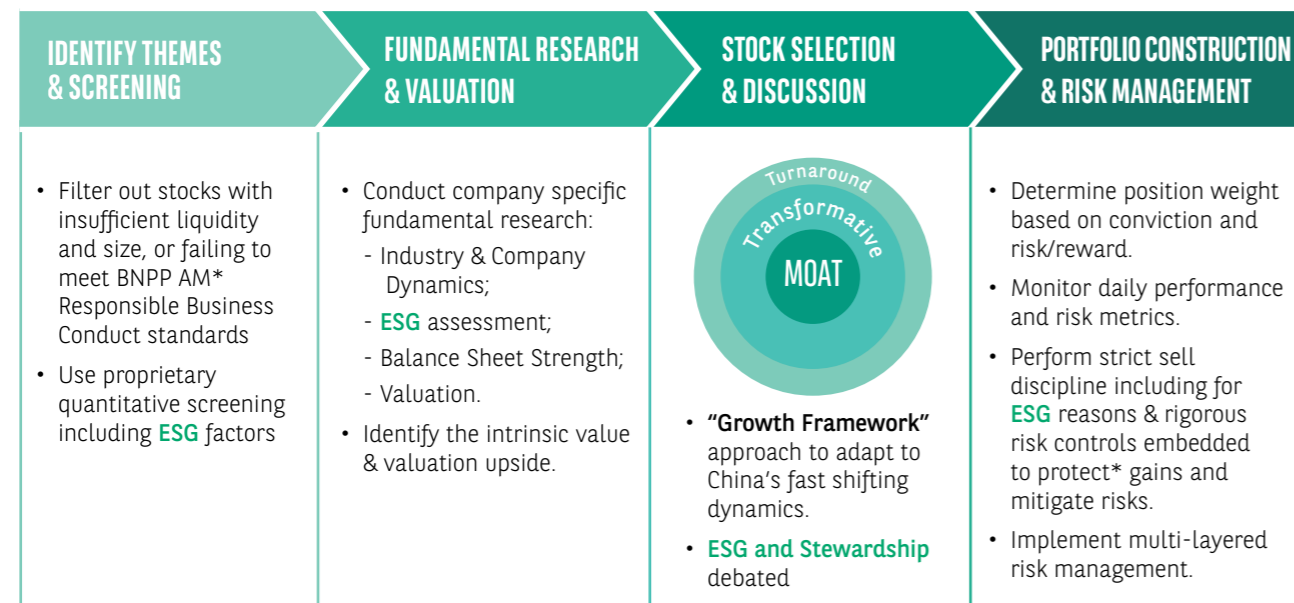 IDENTIFY THEMES
& SCREENING
FUNDAMENTAL RESEARCH
& VALUATION
STOCK SELECTION
& DISCUSSION
PORTFOLIO CONSTRUCTION
& RISK MANAGEMENT
• Filter out stocks with
insufficient liquidity
and size, or failing to
meet BNPP AM*
Responsible Business
Conduct standards
• Use proprietary
quantitative screening
including ESG factors
• Conduct company specific
fundamental research:
- Industry & Company
Dynamics;
- ESG assessment;
- Balance Sheet Strength;
- Valuation.
• Identify the intrinsic value
& valuation upside.
Turnaround
Transformative
MOAT
• “Growth Framework”
approach to adapt to
China’s fast shifting
dynamics.
• ESG and Stewardship
debated
• Determine position weight
based on conviction and
risk/reward.
• Monitor daily performance
and risk metrics.
• Perform strict sell
discipline including for
ESG reasons & rigorous
risk controls embedded
to protect* gains and
mitigate risks.
• Implement multi-layered
risk management.